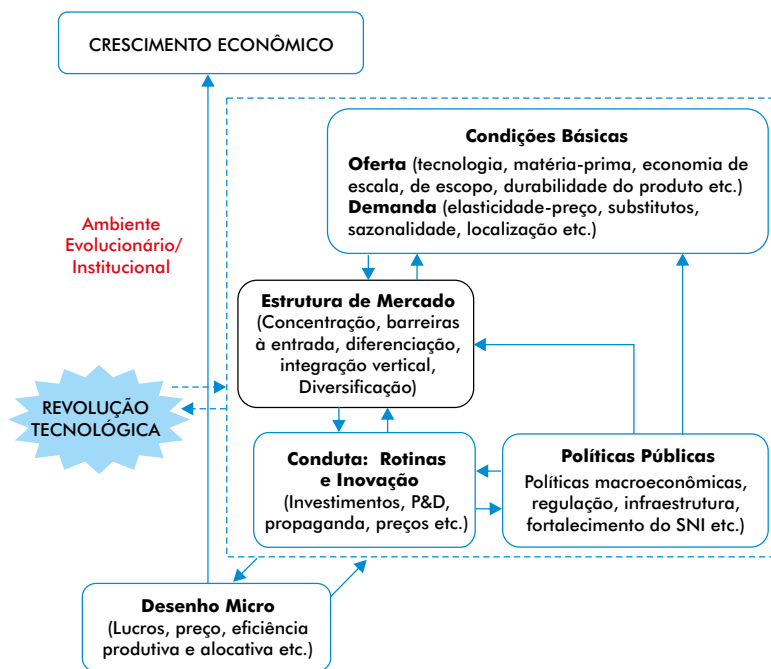 CRESCIMENTO ECONÔMICO
Condições Básicas
Oferta (tecnologia, matéria-prima, economia de
escala, de escopo, durabilidade do produto etc.)
Demanda (elasticidade-preço, substitutos,
sazonalidade, localização etc.)
Ambiente
Evolucionário/
Institucional
Estrutura de Mercado
(Concentração, barreiras
à entrada, diferenciação,
integração vertical,
Diversificação)
REVOLUÇÃO
TECNOLÓGICA
Conduta: Rotinas
e Inovação
(Investimentos, P&D,
propaganda, preços etc.)
Políticas Públicas
Políticas macroeconômicas,
regulação, infraestrutura,
fortalecimento do SNI etc.)
Desenho Micro
(Lucros, preço, eficiência
produtiva e alocativa etc.)